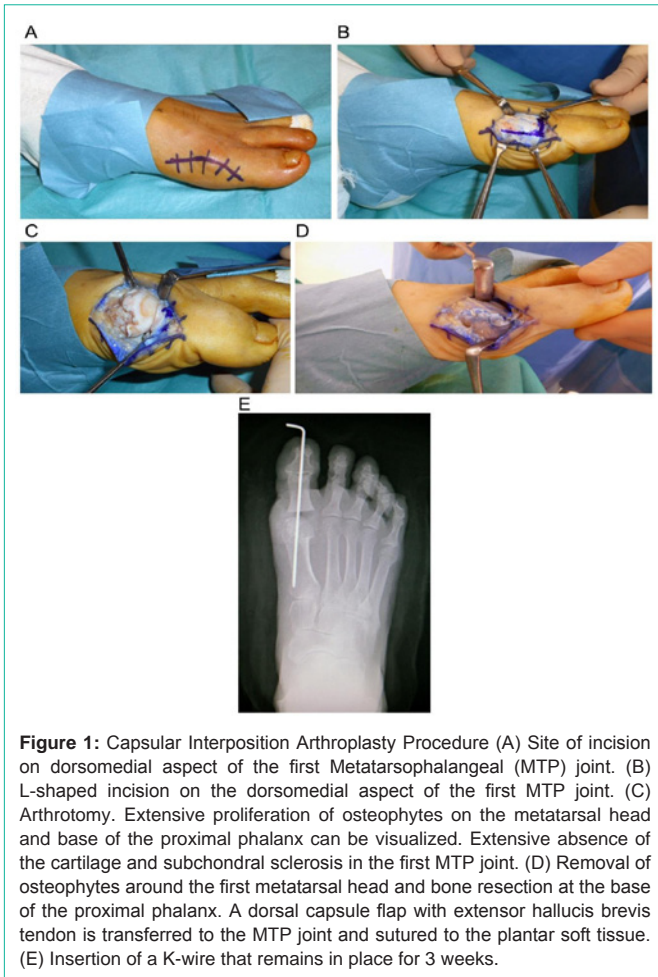 A
B
C
D
E
Figure 1: Capsular Interposition Arthroplasty Procedure (A) Site of incision
on dorsomedial aspect of the first Metatarsophalangeal (MTP) joint. (B)
L-shaped incision on the dorsomedial aspect of the first MTP joint. (C)
Arthrotomy. Extensive proliferation of osteophytes on the metatarsal head
and base of the proximal phalanx can be visualized. Extensive absence of
the cartilage and subchondral sclerosis in the first MTP joint. (D) Removal of
osteophytes around the first metatarsal head and bone resection at the base
of the proximal phalanx. A dorsal capsule flap with extensor hallucis brevis
tendon is transferred to the MTP joint and sutured to the plantar soft tissue.
(E) Insertion of a K-wire that remains in place for 3 weeks.